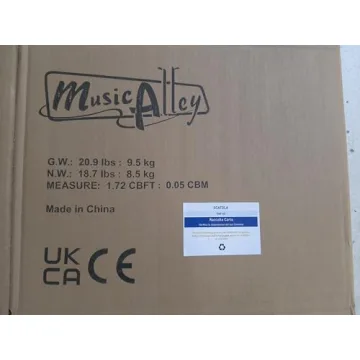 Music Alley
G.W.: 20.9 lbs : 9.5 kg
N.W.: 18.7 lbs : 8.5 kg
MEASURE: 1.72 CBFT : 0.05 CBM
Made in China
UK
CA CE